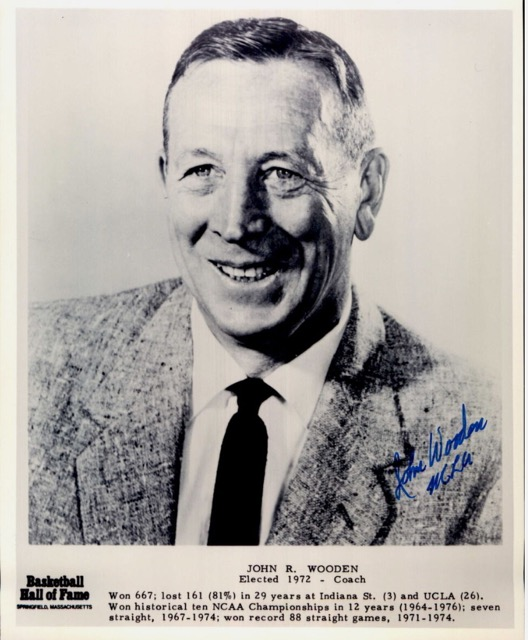 John Wooden
UCLA
JOHN R. WOODEN
Elected 1972 - Coach
Basketball
Hall of Fame
SPRINGFIELD, MASSACHUSETTS
Won 667; lost 161 (81%) in 29 years at Indiana St. (3) and UCLA (26).
Won historical ten NCAA Championships in 12 years (1964-1976); seven
straight, 1967-1974; won record 88 straight games, 1971-1974.